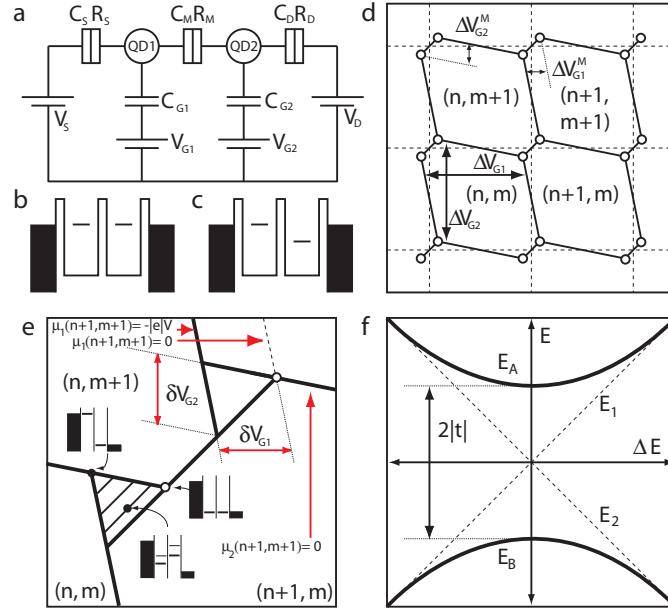 a
C_S R_S
C_M R_M
C_D R_D
QD1
QD2
C_G1
C_G2
V_S
V_G1
V_G2
V_D
b
c
d
ΔV_G2^M
ΔV_G1^M
(n, m+1)
(n+1,
m+1)
ΔV_G1
(n, m)
(n+1, m)
ΔV_G2
e
μ_1(n+1,m+1)= -|e|V
μ_1(n+1,m+1)=0
(n, m+1)
δV_G2
δV_G1
μ_2(n+1,m+1)=0
(n, m)
(n+1, m)
f
E
E_A
E_1
2|t|
ΔE
E_2
E_B